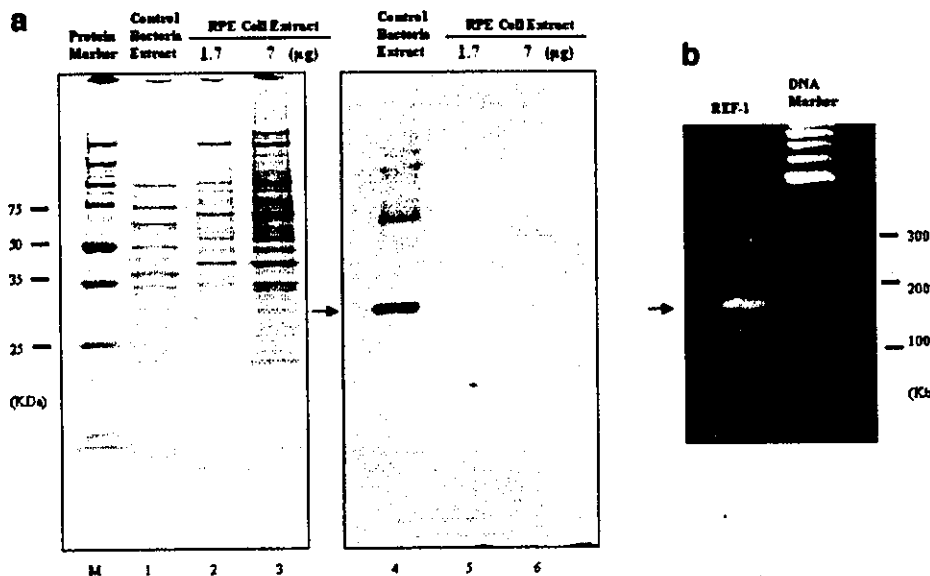 a
Protein Marker
Control Bacteria Extract
RPE Cell Extract
1.7 7 (µg)
Control Bacteria Extract
RPE Cell Extract
1.7 7 (µg)
75
50
35
25
(KDa)
M 1 2 3
4 5 6
b
REF-1
DNA Marker
300
200
100
(Kb